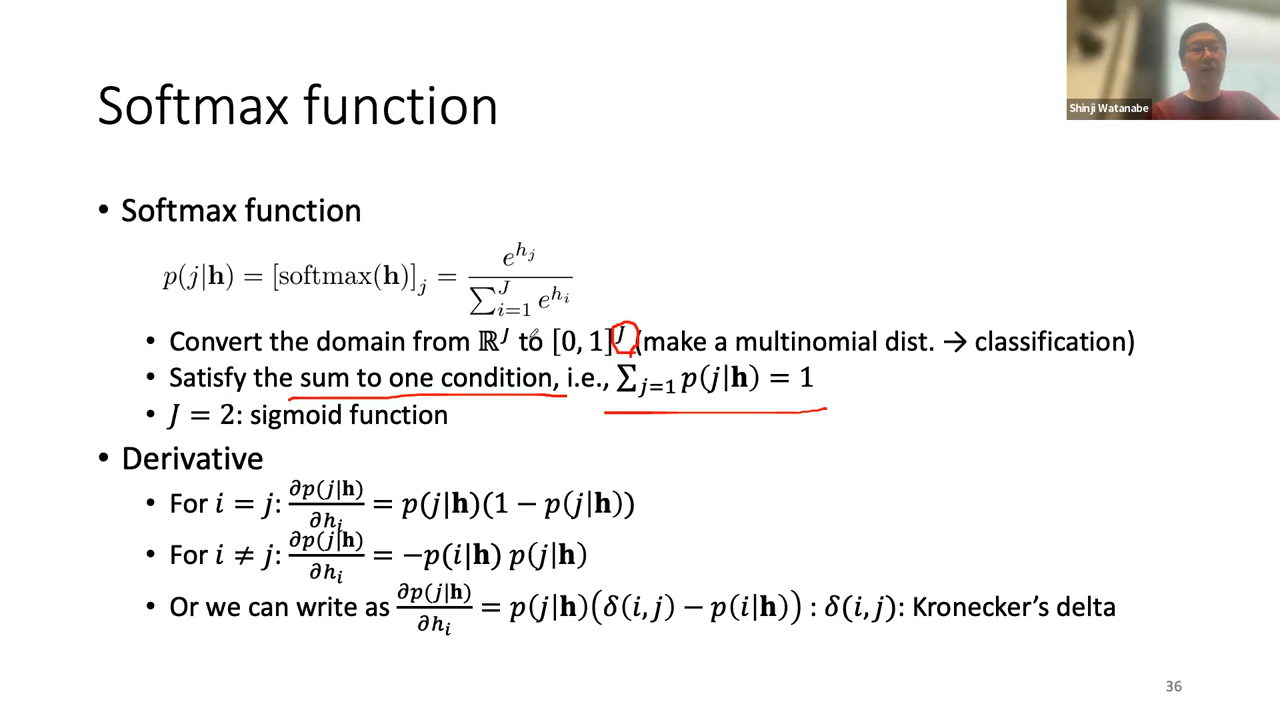 Shinji Watanabe
Softmax function
• Softmax function
p(j|𝐡) = [softmax(𝐡)]_j = e^{h_j} / ∑_{i=1}^{J} e^{h_i}
• Convert the domain from ℝ^J to [0, 1]^J (make a multinomial dist. → classification)
• Satisfy the sum to one condition, i.e., ∑_{j=1} p(j|𝐡) = 1
• J = 2: sigmoid function
• Derivative
• For i = j: ∂p(j|𝐡)/∂h_i = p(j|𝐡)(1 − p(j|𝐡))
• For i ≠ j: ∂p(j|𝐡)/∂h_i = −p(i|𝐡) p(j|𝐡)
• Or we can write as ∂p(j|𝐡)/∂h_i = p(j|𝐡)(δ(i,j) − p(i|𝐡)) : δ(i,j): Kronecker's delta
36